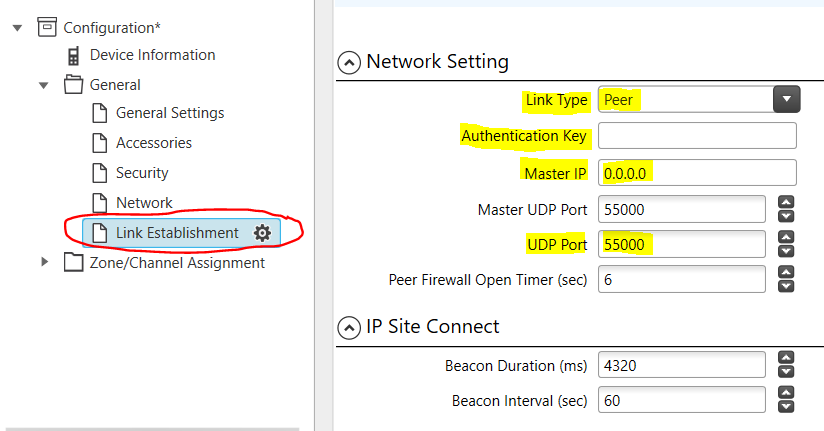 Configuration*
Device Information
General
General Settings
Accessories
Security
Network
Link Establishment
Zone/Channel Assignment
Network Setting
Link Type Peer
Authentication Key
Master IP 0.0.0.0
Master UDP Port 55000
UDP Port 55000
Peer Firewall Open Timer (sec) 6
IP Site Connect
Beacon Duration (ms) 4320
Beacon Interval (sec) 60